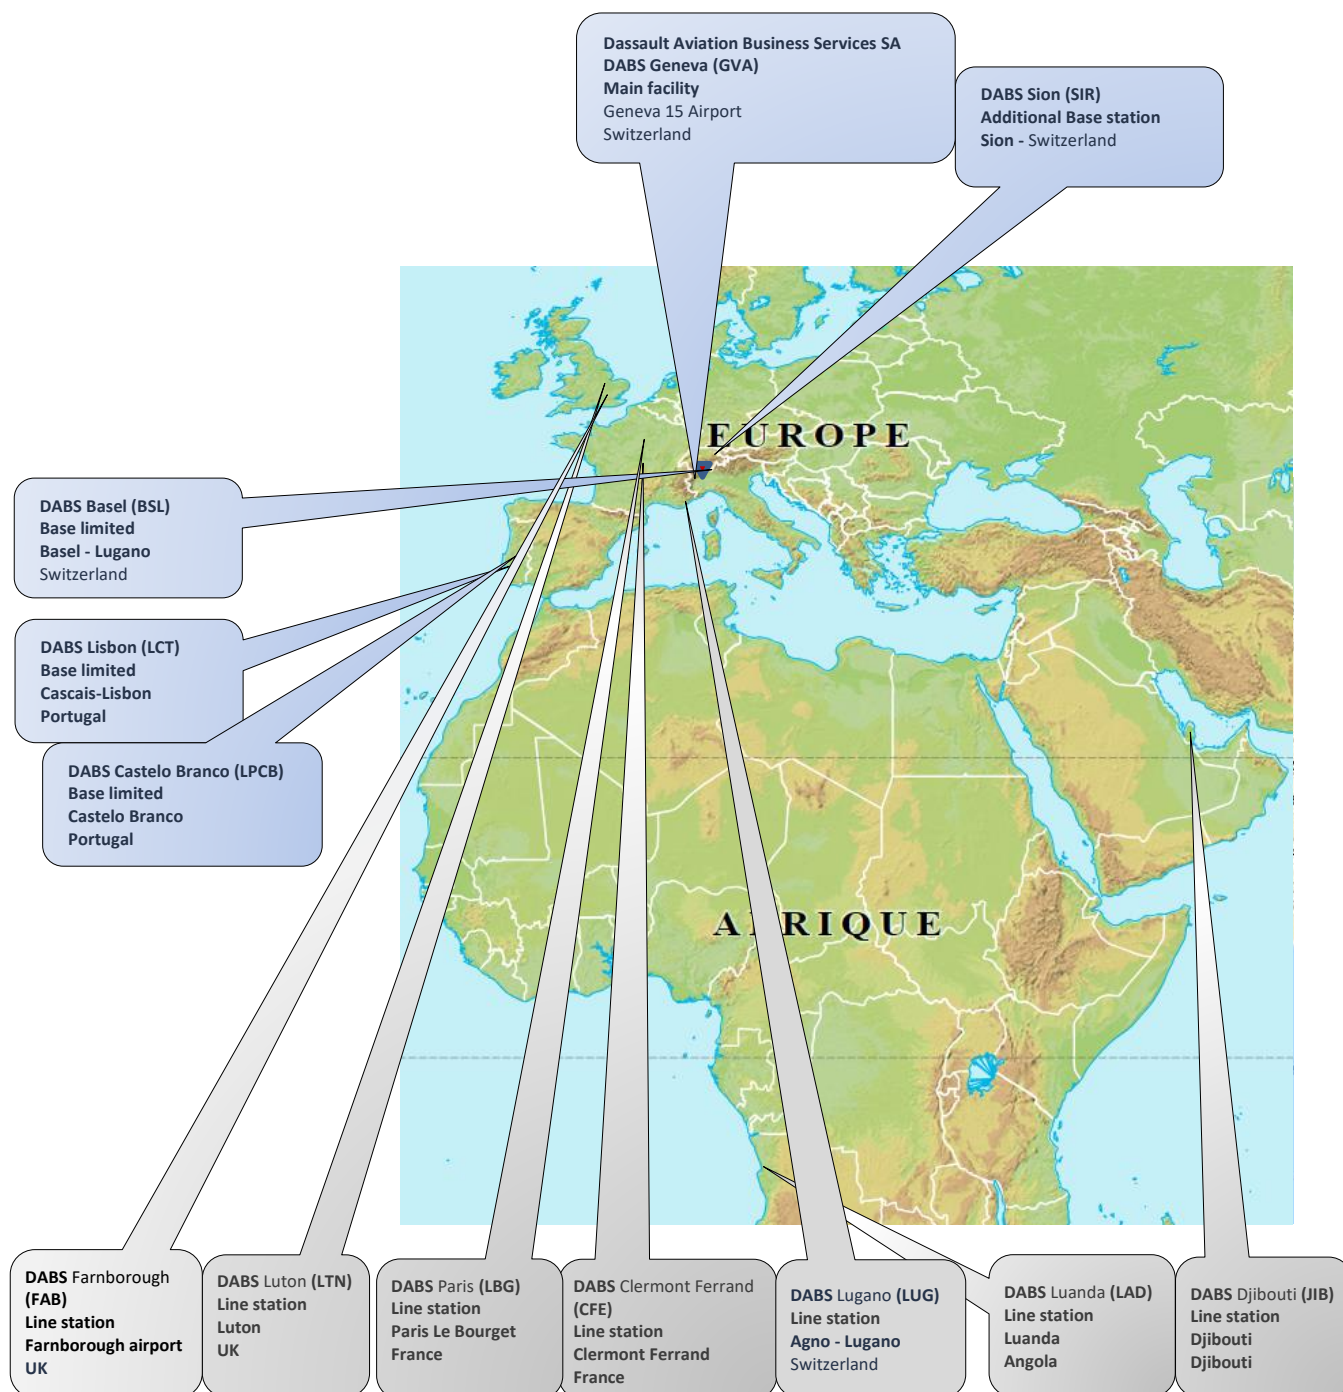 Dassault Aviation Business Services SA
DABS Geneva (GVA)
Main facility
Geneva 15 Airport
Switzerland
DABS Sion (SIR)
Additional Base station
Sion - Switzerland
EUROPE
DABS Basel (BSL)
Base limited
Basel - Lugano
Switzerland
DABS Lisbon (LCT)
Base limited
Cascais-Lisbon
Portugal
DABS Castelo Branco (LPCB)
Base limited
Castelo Branco
Portugal
AFRIQUE
DABS Farnborough
(FAB)
Line station
Farnborough airport
UK
DABS Luton (LTN)
Line station
Luton
UK
DABS Paris (LBG)
Line station
Paris Le Bourget
France
DABS Clermont Ferrand
(CFE)
Line station
Clermont Ferrand
France
DABS Lugano (LUG)
Line station
Agno - Lugano
Switzerland
DABS Luanda (LAD)
Line station
Luanda
Angola
DABS Djibouti (JIB)
Line station
Djibouti
Djibouti